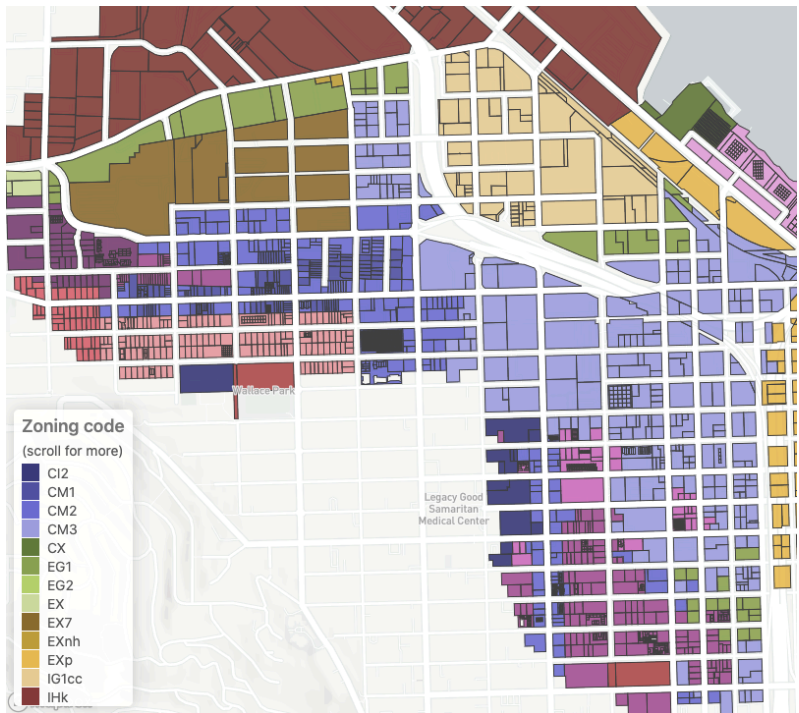 Wallace Park
Zoning code
(scroll for more)
CI2
CM1
CM2
CM3
CX
EG1
EG2
EX
EX7
EXnh
EXp
IG1cc
IHk
Legacy Good
Samaritan
Medical Center